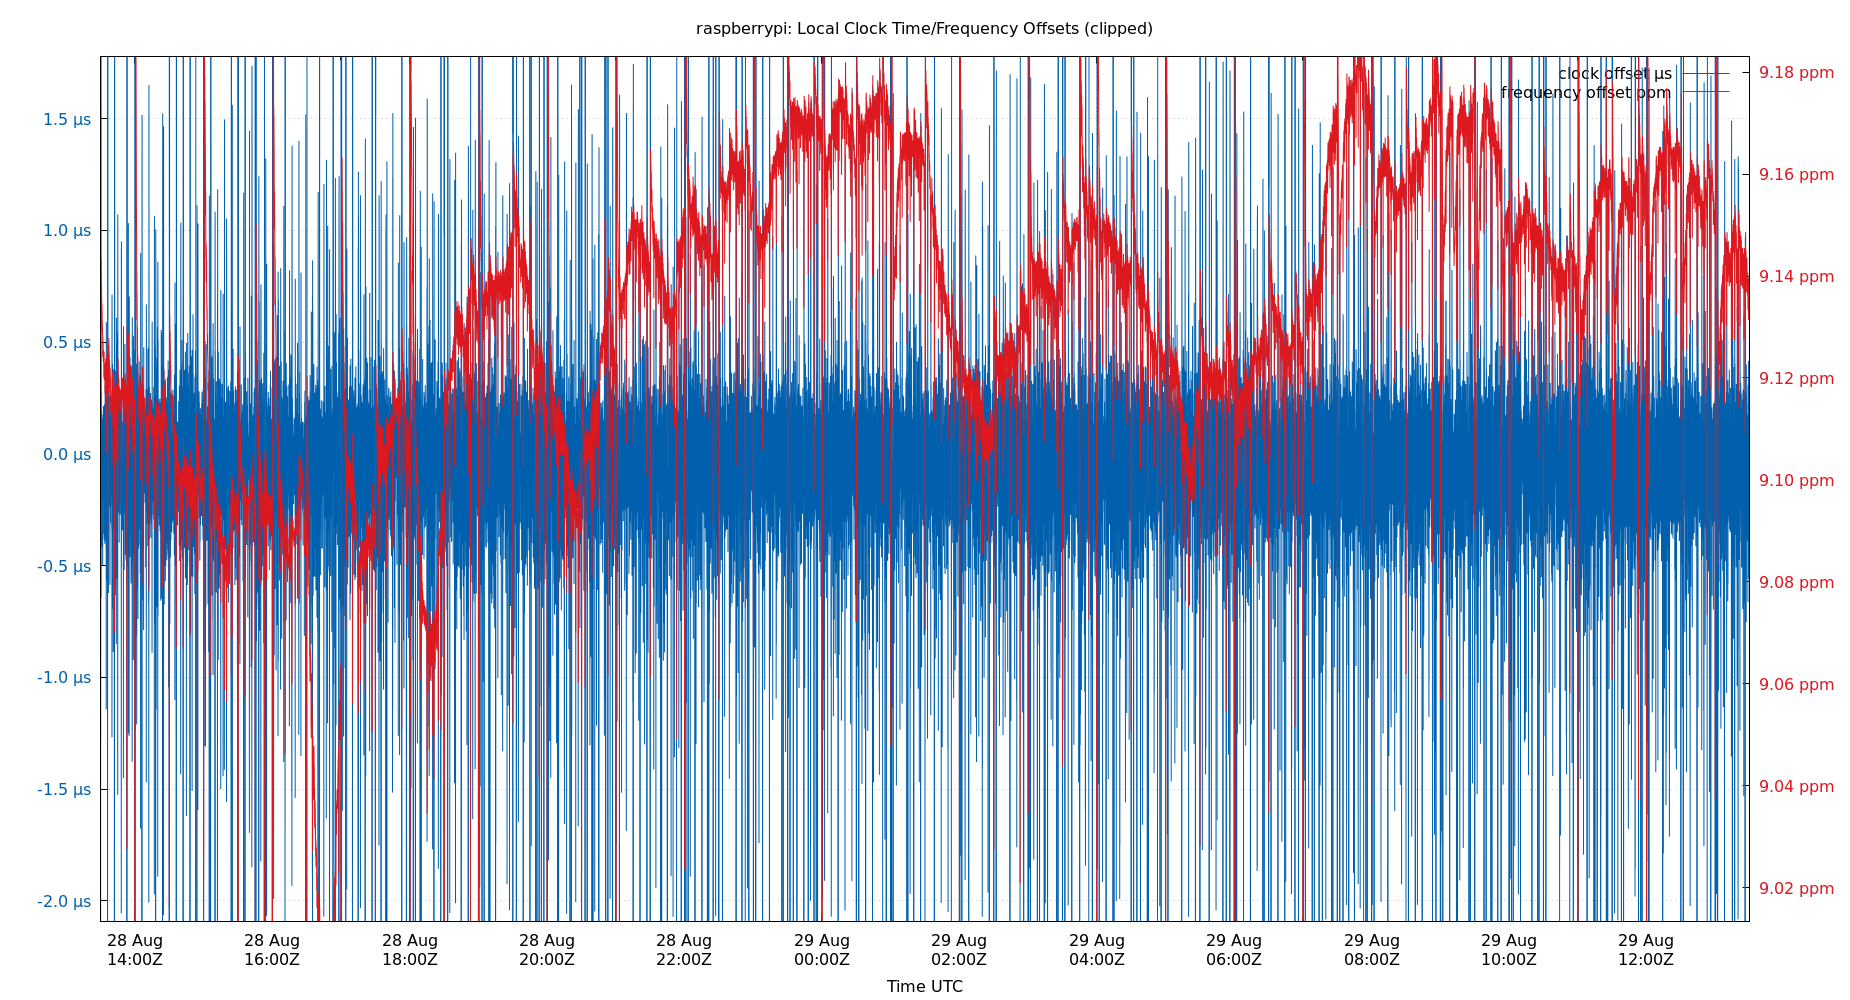 raspberrypi: Local Clock Time/Frequency Offsets (clipped)
clock offset µs
frequency offset ppm
1.5 µs
1.0 µs
0.5 µs
0.0 µs
-0.5 µs
-1.0 µs
-1.5 µs
-2.0 µs
9.18 ppm
9.16 ppm
9.14 ppm
9.12 ppm
9.10 ppm
9.08 ppm
9.06 ppm
9.04 ppm
9.02 ppm
28 Aug 28 Aug 28 Aug 28 Aug 28 Aug 29 Aug 29 Aug 29 Aug 29 Aug 29 Aug 29 Aug 29 Aug
14:00Z 16:00Z 18:00Z 20:00Z 22:00Z 00:00Z 02:00Z 04:00Z 06:00Z 08:00Z 10:00Z 12:00Z
Time UTC